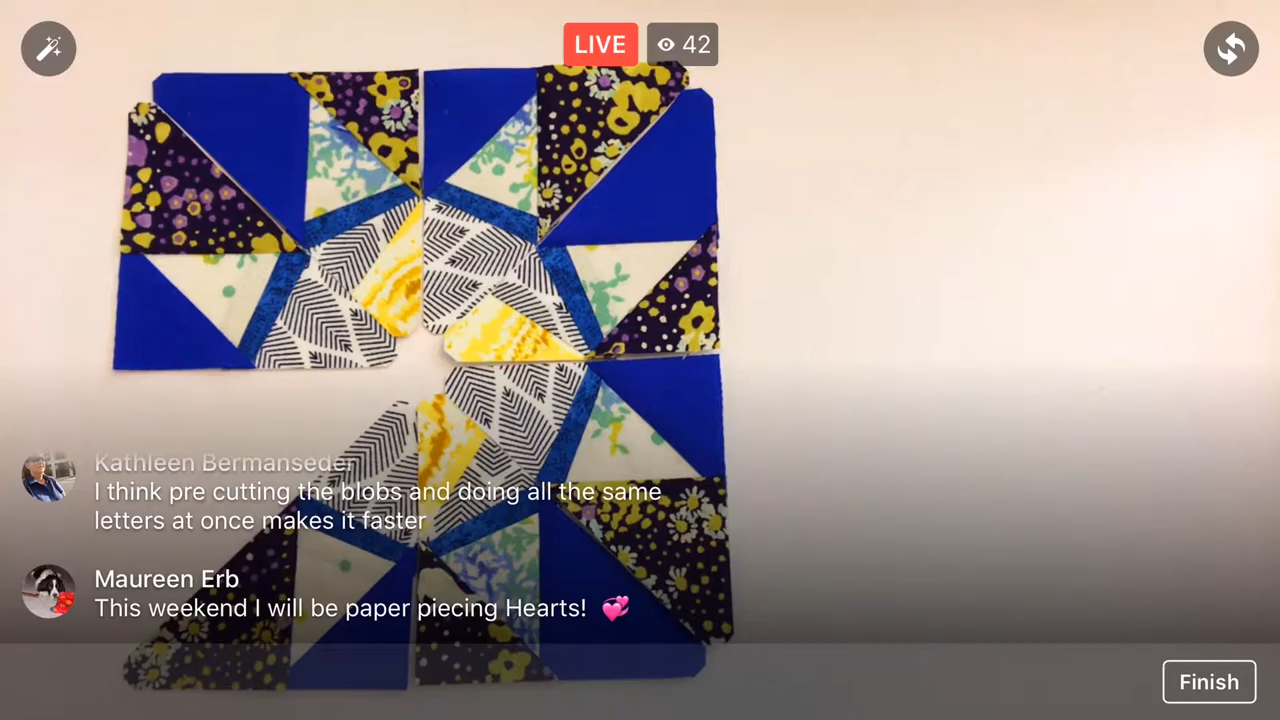 LIVE 42
Kathleen Bermanseder
I think pre cutting the blobs and doing all the same
letters at once makes it faster
Maureen Erb
This weekend I will be paper piecing Hearts! 💞
Finish